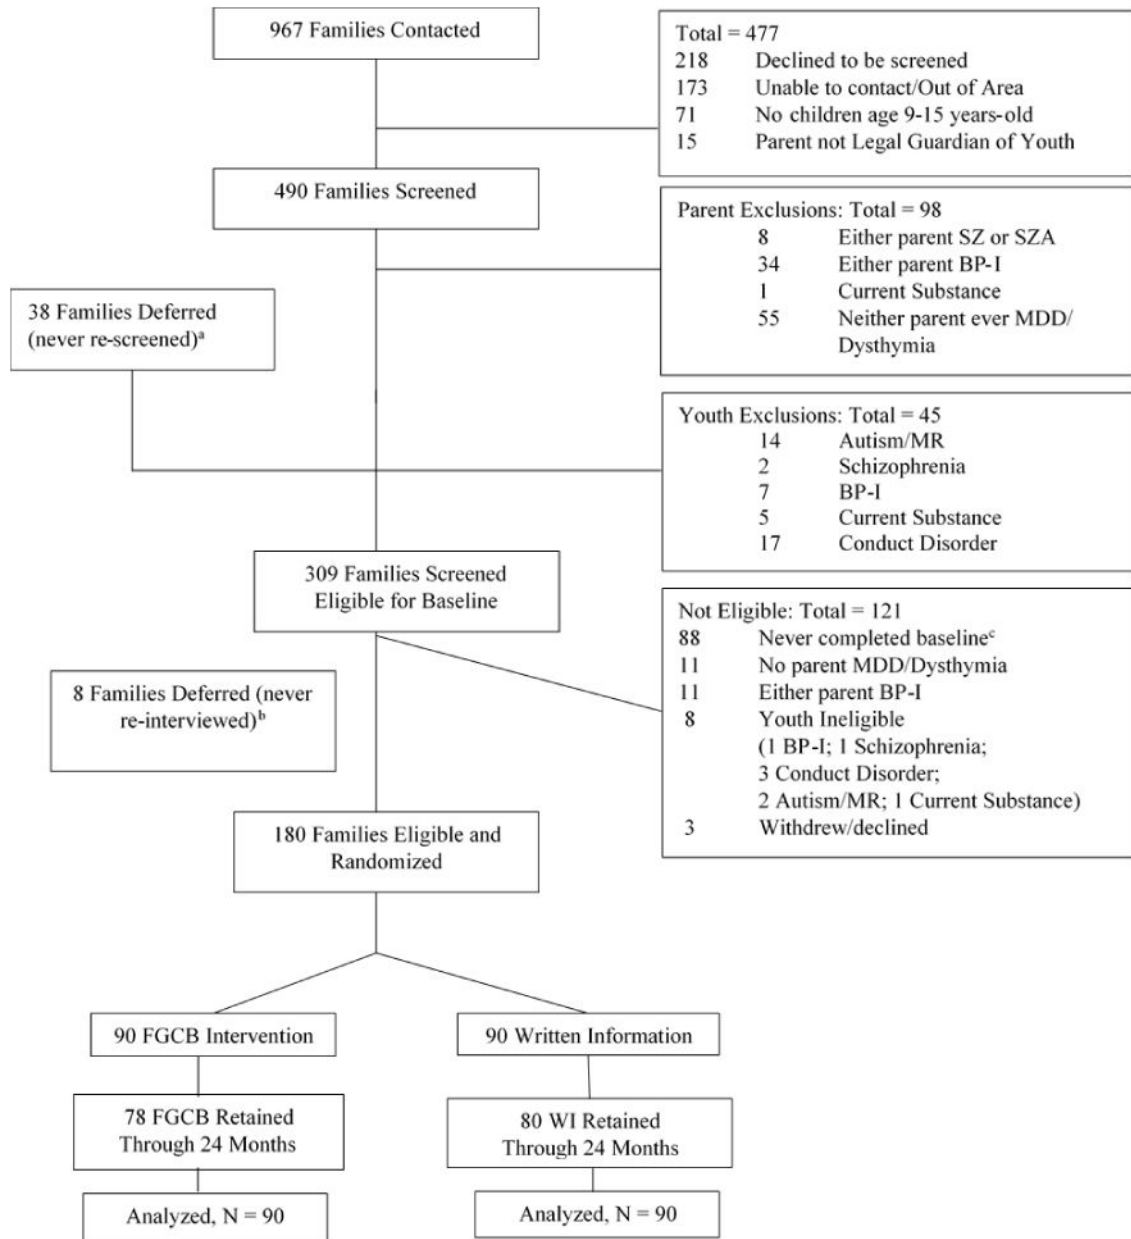 967 Families Contacted
Total = 477
218 Declined to be screened
173 Unable to contact/Out of Area
71 No children age 9-15 years-old
15 Parent not Legal Guardian of Youth
490 Families Screened
Parent Exclusions: Total = 98
8 Either parent SZ or SZA
34 Either parent BP-I
1 Current Substance
55 Neither parent ever MDD/
Dysthymia
38 Families Deferred
(never re-screened)ᵃ
Youth Exclusions: Total = 45
14 Autism/MR
2 Schizophrenia
7 BP-I
5 Current Substance
17 Conduct Disorder
309 Families Screened
Eligible for Baseline
Not Eligible: Total = 121
88 Never completed baselineᶜ
11 No parent MDD/Dysthymia
11 Either parent BP-I
8 Youth Ineligible
(1 BP-I; 1 Schizophrenia;
3 Conduct Disorder;
2 Autism/MR; 1 Current Substance)
3 Withdrew/declined
8 Families Deferred (never
re-interviewed)ᵇ
180 Families Eligible and
Randomized
90 FGCB Intervention
90 Written Information
78 FGCB Retained
Through 24 Months
80 WI Retained
Through 24 Months
Analyzed, N = 90
Analyzed, N = 90